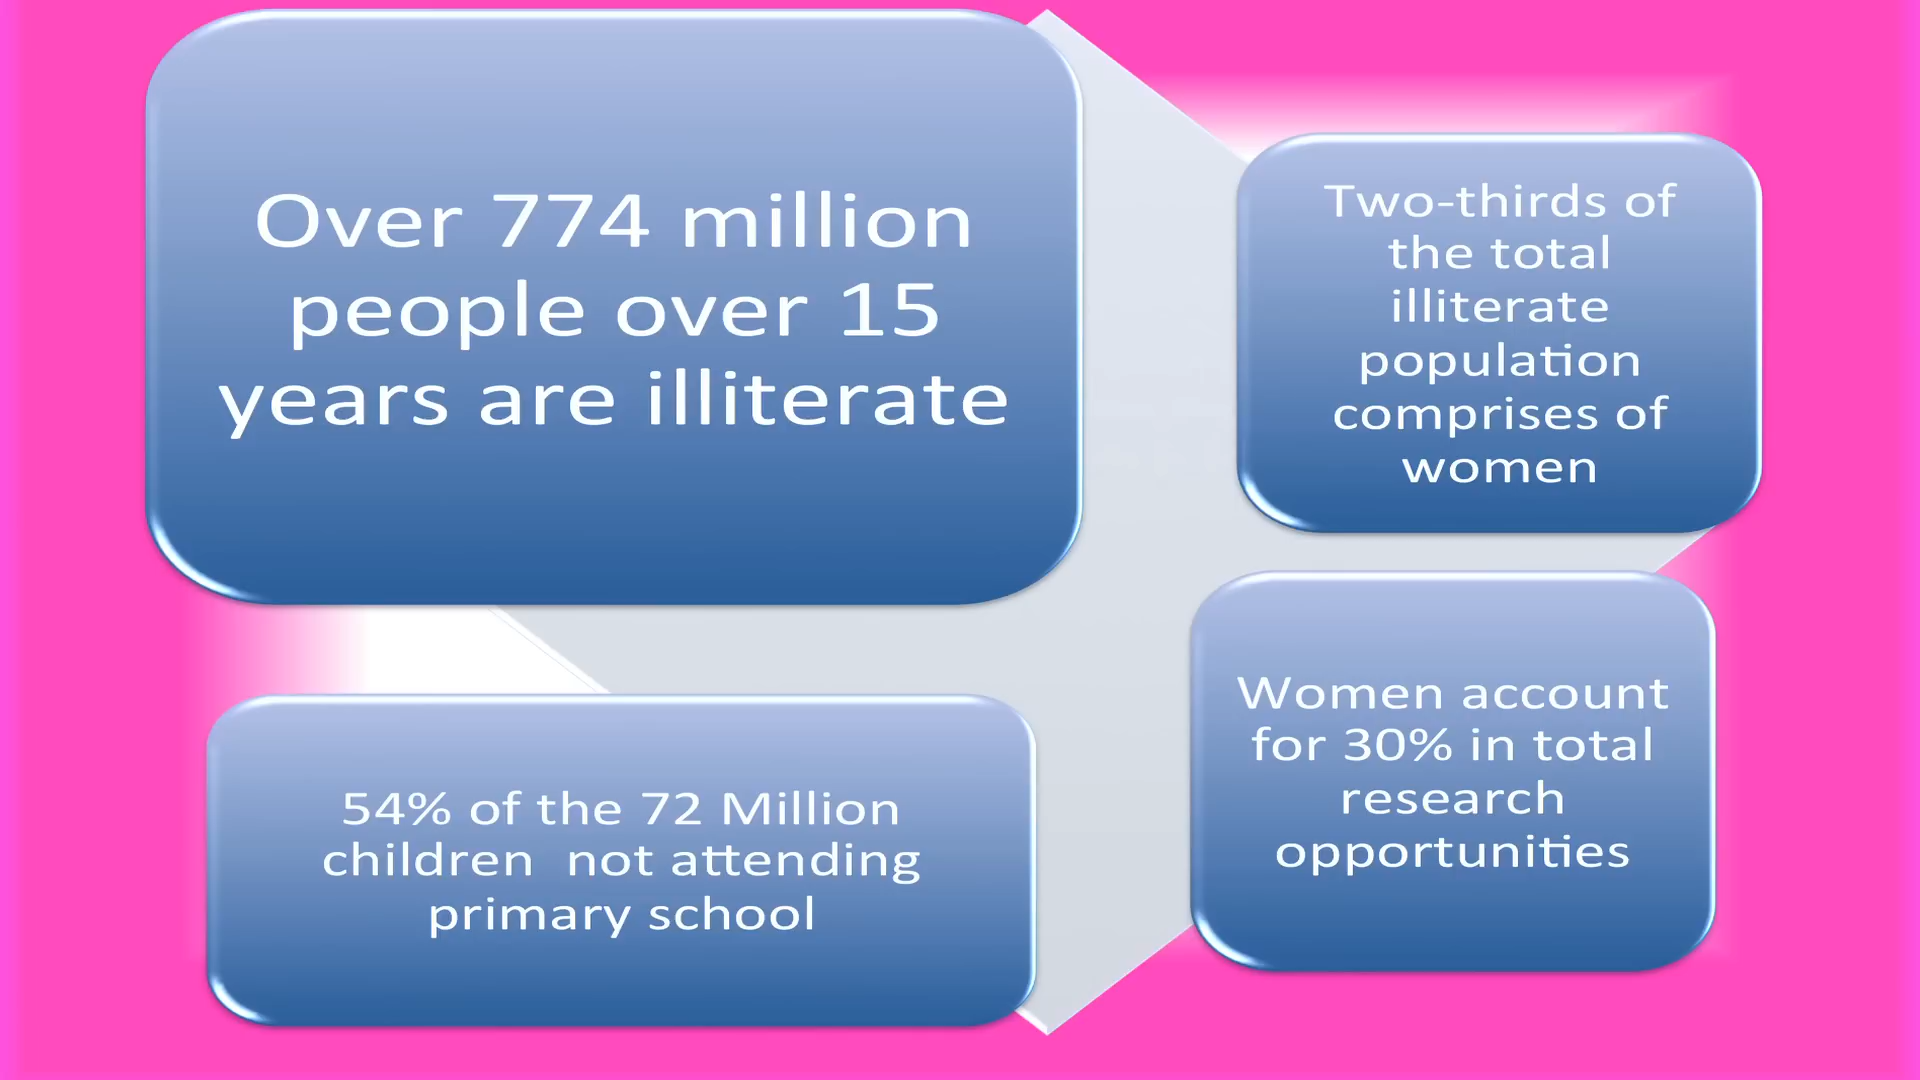 Over 774 million
people over 15
years are illiterate
Two-thirds of
the total
illiterate
population
comprises of
women
54% of the 72 Million
children  not attending
primary school
Women account
for 30% in total
research
opportunities